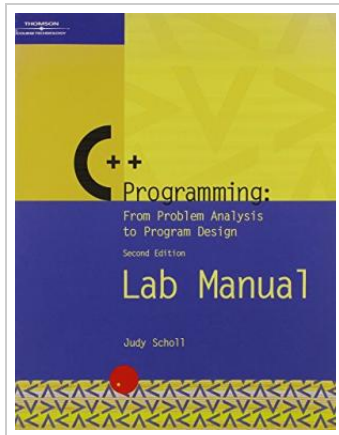 THOMSON
COURSE TECHNOLOGY
C++
Programming:
From Problem Analysis
to Program Design
Second Edition
Lab Manual
Judy Scholl